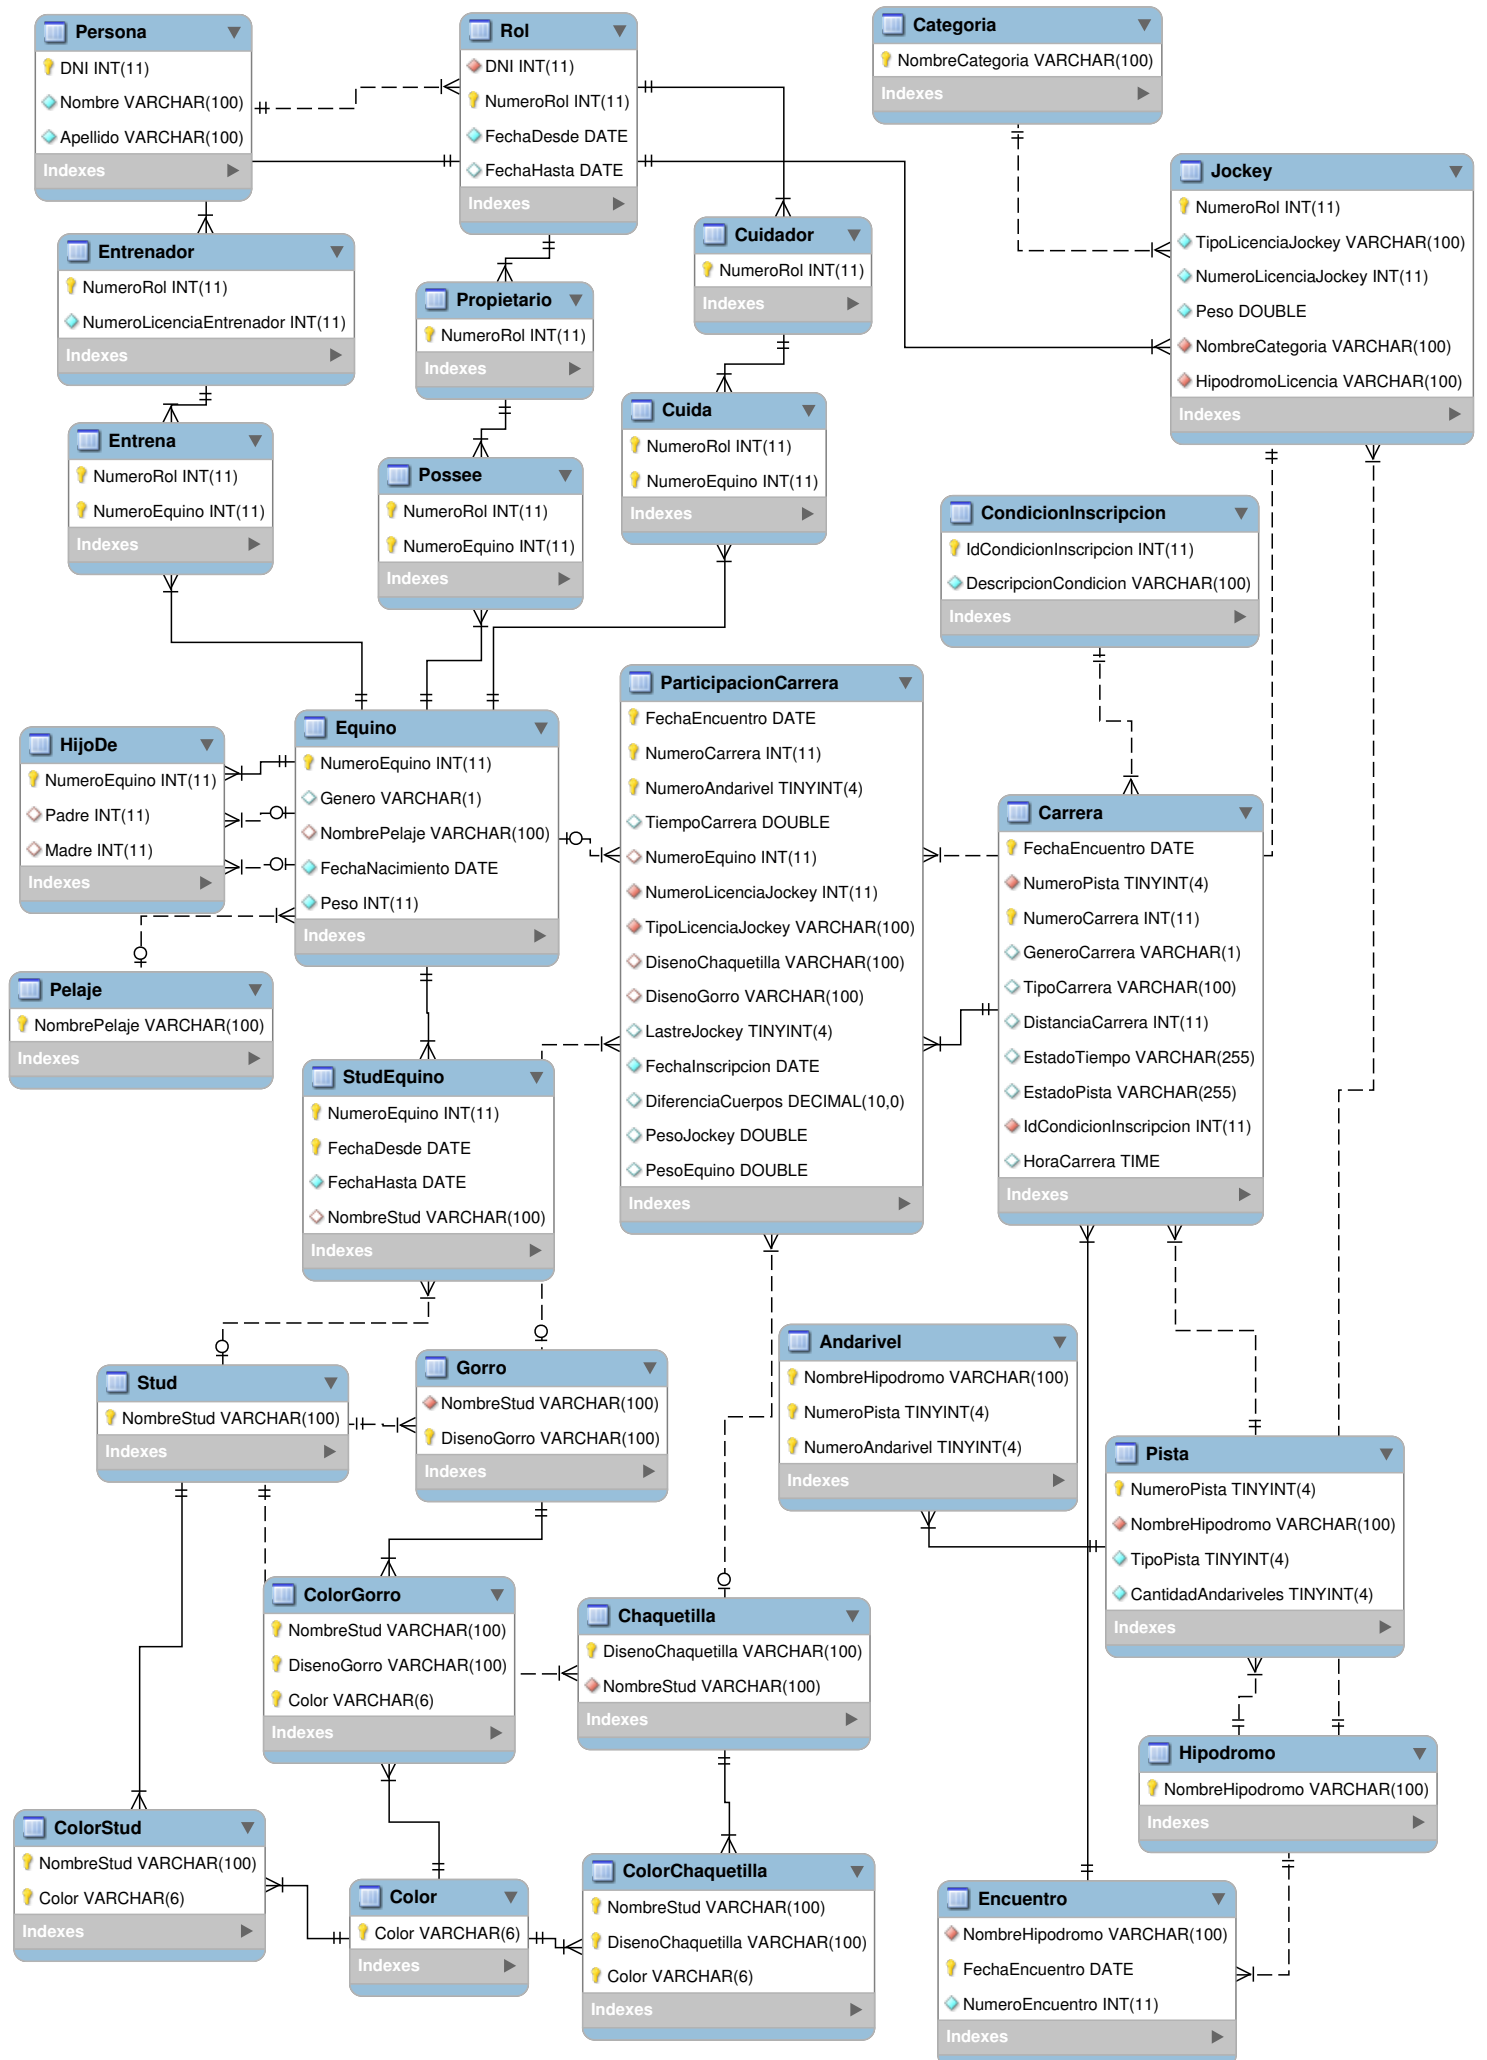 Persona
DNI INT(11)
Nombre VARCHAR(100)
Apellido VARCHAR(100)
Indexes
Rol
DNI INT(11)
NumeroRol INT(11)
FechaDesde DATE
FechaHasta DATE
Indexes
Categoria
NombreCategoria VARCHAR(100)
Indexes
Jockey
NumeroRol INT(11)
TipoLicenciaJockey VARCHAR(100)
NumeroLicenciaJockey INT(11)
Peso DOUBLE
NombreCategoria VARCHAR(100)
HipodromoLicencia VARCHAR(100)
Indexes
Entrenador
NumeroRol INT(11)
NumeroLicenciaEntrenador INT(11)
Indexes
Propietario
NumeroRol INT(11)
Indexes
Cuidador
NumeroRol INT(11)
Indexes
Entrena
NumeroRol INT(11)
NumeroEquino INT(11)
Indexes
Possee
NumeroRol INT(11)
NumeroEquino INT(11)
Indexes
Cuida
NumeroRol INT(11)
NumeroEquino INT(11)
Indexes
CondicionInscripcion
IdCondicionInscripcion INT(11)
DescripcionCondicion VARCHAR(100)
Indexes
HijoDe
NumeroEquino INT(11)
Padre INT(11)
Madre INT(11)
Indexes
Equino
NumeroEquino INT(11)
Genero VARCHAR(1)
NombrePelaje VARCHAR(100)
FechaNacimiento DATE
Peso INT(11)
Indexes
ParticipacionCarrera
FechaEncuentro DATE
NumeroCarrera INT(11)
NumeroAndarivel TINYINT(4)
TiempoCarrera DOUBLE
NumeroEquino INT(11)
NumeroLicenciaJockey INT(11)
TipoLicenciaJockey VARCHAR(100)
DisenoChaquetilla VARCHAR(100)
DisenoGorro VARCHAR(100)
LastreJockey TINYINT(4)
FechaInscripcion DATE
DiferenciaCuerpos DECIMAL(10,0)
PesoJockey DOUBLE
PesoEquino DOUBLE
Indexes
Carrera
FechaEncuentro DATE
NumeroPista TINYINT(4)
NumeroCarrera INT(11)
GeneroCarrera VARCHAR(1)
TipoCarrera VARCHAR(100)
DistanciaCarrera INT(11)
EstadoTiempo VARCHAR(255)
EstadoPista VARCHAR(255)
IdCondicionInscripcion INT(11)
HoraCarrera TIME
Indexes
Pelaje
NombrePelaje VARCHAR(100)
Indexes
StudEquino
NumeroEquino INT(11)
FechaDesde DATE
FechaHasta DATE
NombreStud VARCHAR(100)
Indexes
Stud
NombreStud VARCHAR(100)
Indexes
Gorro
NombreStud VARCHAR(100)
DisenoGorro VARCHAR(100)
Indexes
Andarivel
NombreHipodromo VARCHAR(100)
NumeroPista TINYINT(4)
NumeroAndarivel TINYINT(4)
Indexes
Pista
NumeroPista TINYINT(4)
NombreHipodromo VARCHAR(100)
TipoPista TINYINT(4)
CantidadAndariveles TINYINT(4)
Indexes
ColorGorro
NombreStud VARCHAR(100)
DisenoGorro VARCHAR(100)
Color VARCHAR(6)
Indexes
Chaquetilla
DisenoChaquetilla VARCHAR(100)
NombreStud VARCHAR(100)
Indexes
Hipodromo
NombreHipodromo VARCHAR(100)
Indexes
ColorStud
NombreStud VARCHAR(100)
Color VARCHAR(6)
Indexes
Color
Color VARCHAR(6)
Indexes
ColorChaquetilla
NombreStud VARCHAR(100)
DisenoChaquetilla VARCHAR(100)
Color VARCHAR(6)
Indexes
Encuentro
NombreHipodromo VARCHAR(100)
FechaEncuentro DATE
NumeroEncuentro INT(11)
Indexes